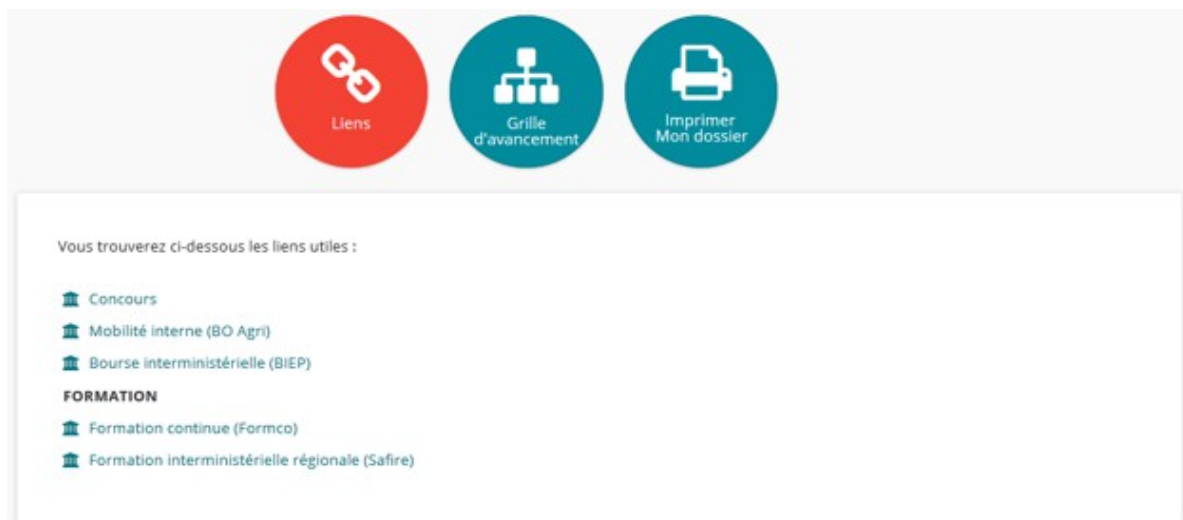 Liens
Grille
d'avancement
Imprimer
Mon dossier
Vous trouverez ci-dessous les liens utiles :
Concours
Mobilité interne (BO Agri)
Bourse interministérielle (BIEP)
FORMATION
Formation continue (Formco)
Formation interministérielle régionale (Safire)